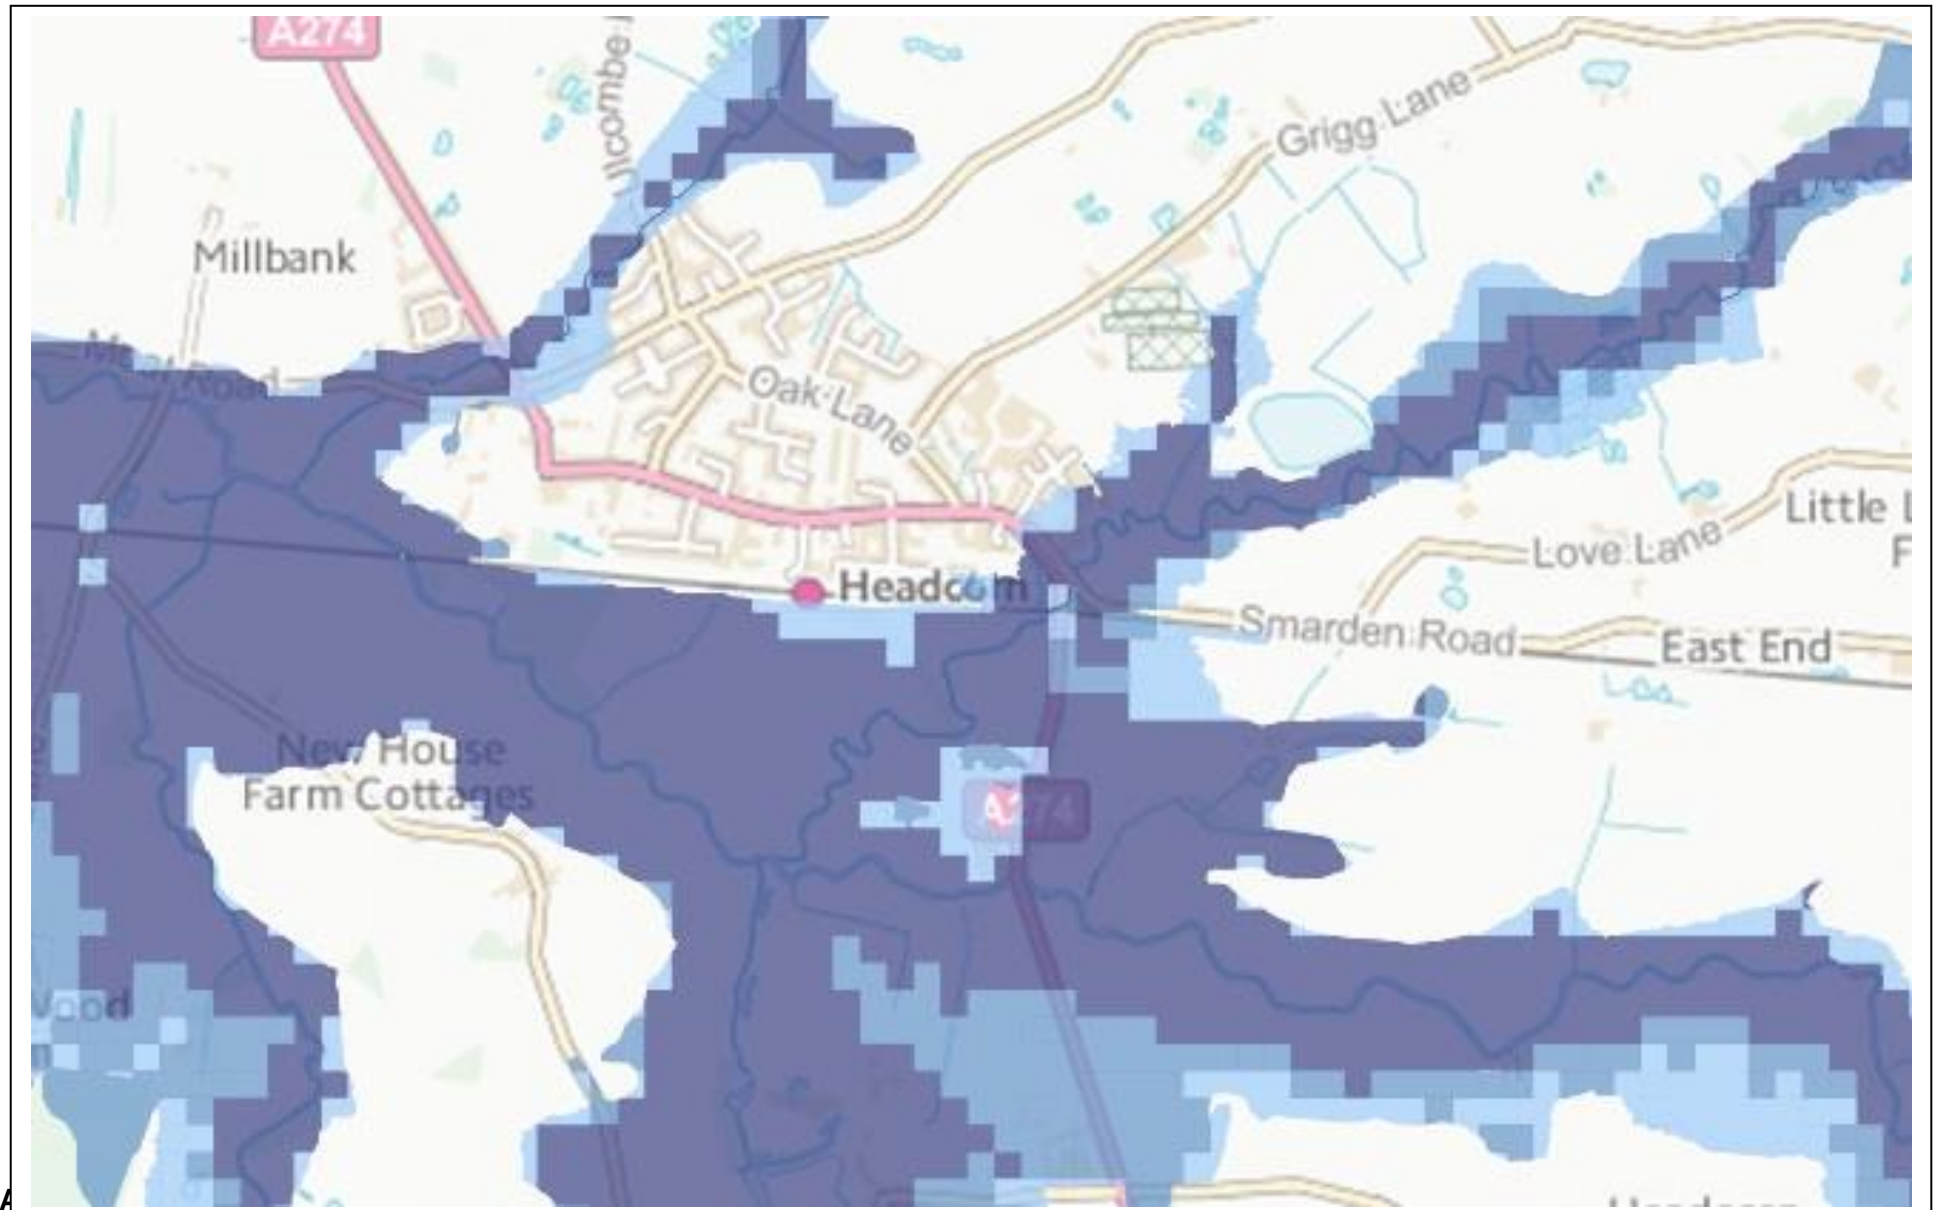 A274
Grigg Lane
Millbank
Oak Lane
Little
Love Lane
Headcorn
Smarden Road
East End
New House
Farm Cottages
A274
Wood